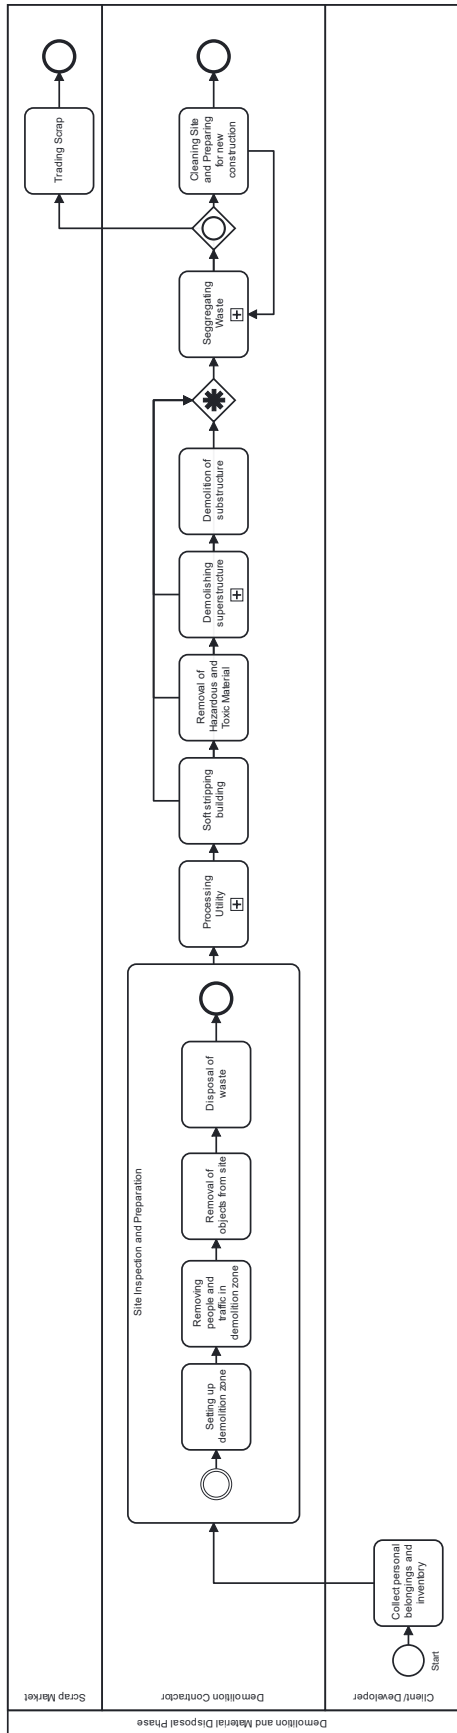 Demolition and Material Disposal Phase
Scrap Market
Demolition Contractor
Client/ Developer
Start
Collect personal
belongings and
inventory
Site Inspection and Preparation
Setting up
demolition zone
Removing
people and
traffic in
demolition zone
Removal of
objects from site
Disposal of
waste
Processing
Utility
Soft stripping
building
Removal of
Hazardous and
Toxic Material
Demolishing
superstructure
Demolition of
substructure
Seggregating
Waste
Cleaning Site
and Preparing
for new
construction
Trading Scrap